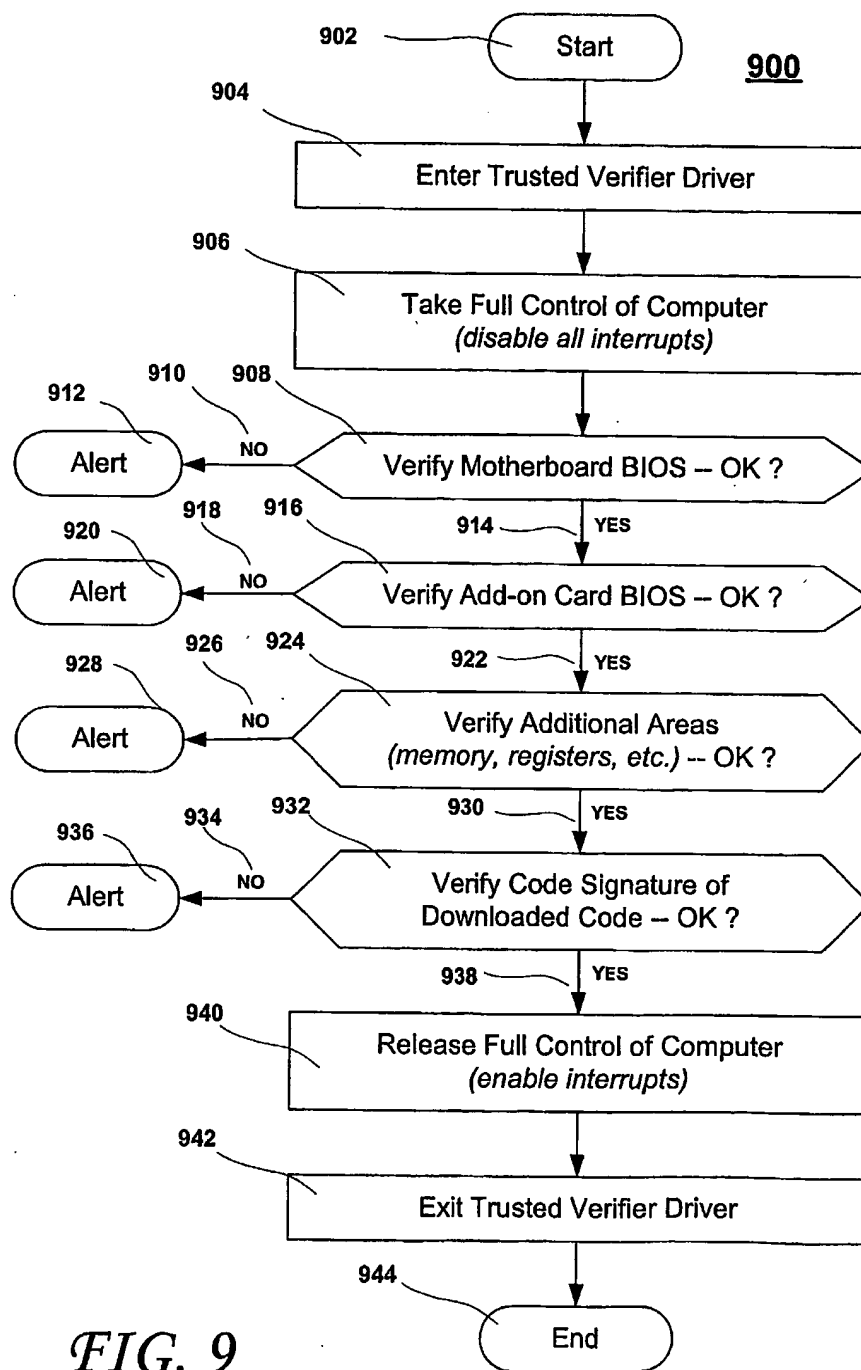 902
Start
900
904
Enter Trusted Verifier Driver
906
Take Full Control of Computer
(disable all interrupts)
910
908
912
NO
Alert
Verify Motherboard BIOS -- OK ?
918
916
914
YES
920
NO
Alert
Verify Add-on Card BIOS -- OK ?
926
924
922
YES
928
NO
Alert
Verify Additional Areas
(memory, registers, etc.) -- OK ?
934
932
930
YES
936
NO
Alert
Verify Code Signature of
Downloaded Code -- OK ?
938
YES
940
Release Full Control of Computer
(enable interrupts)
942
Exit Trusted Verifier Driver
944
End
FIG. 9